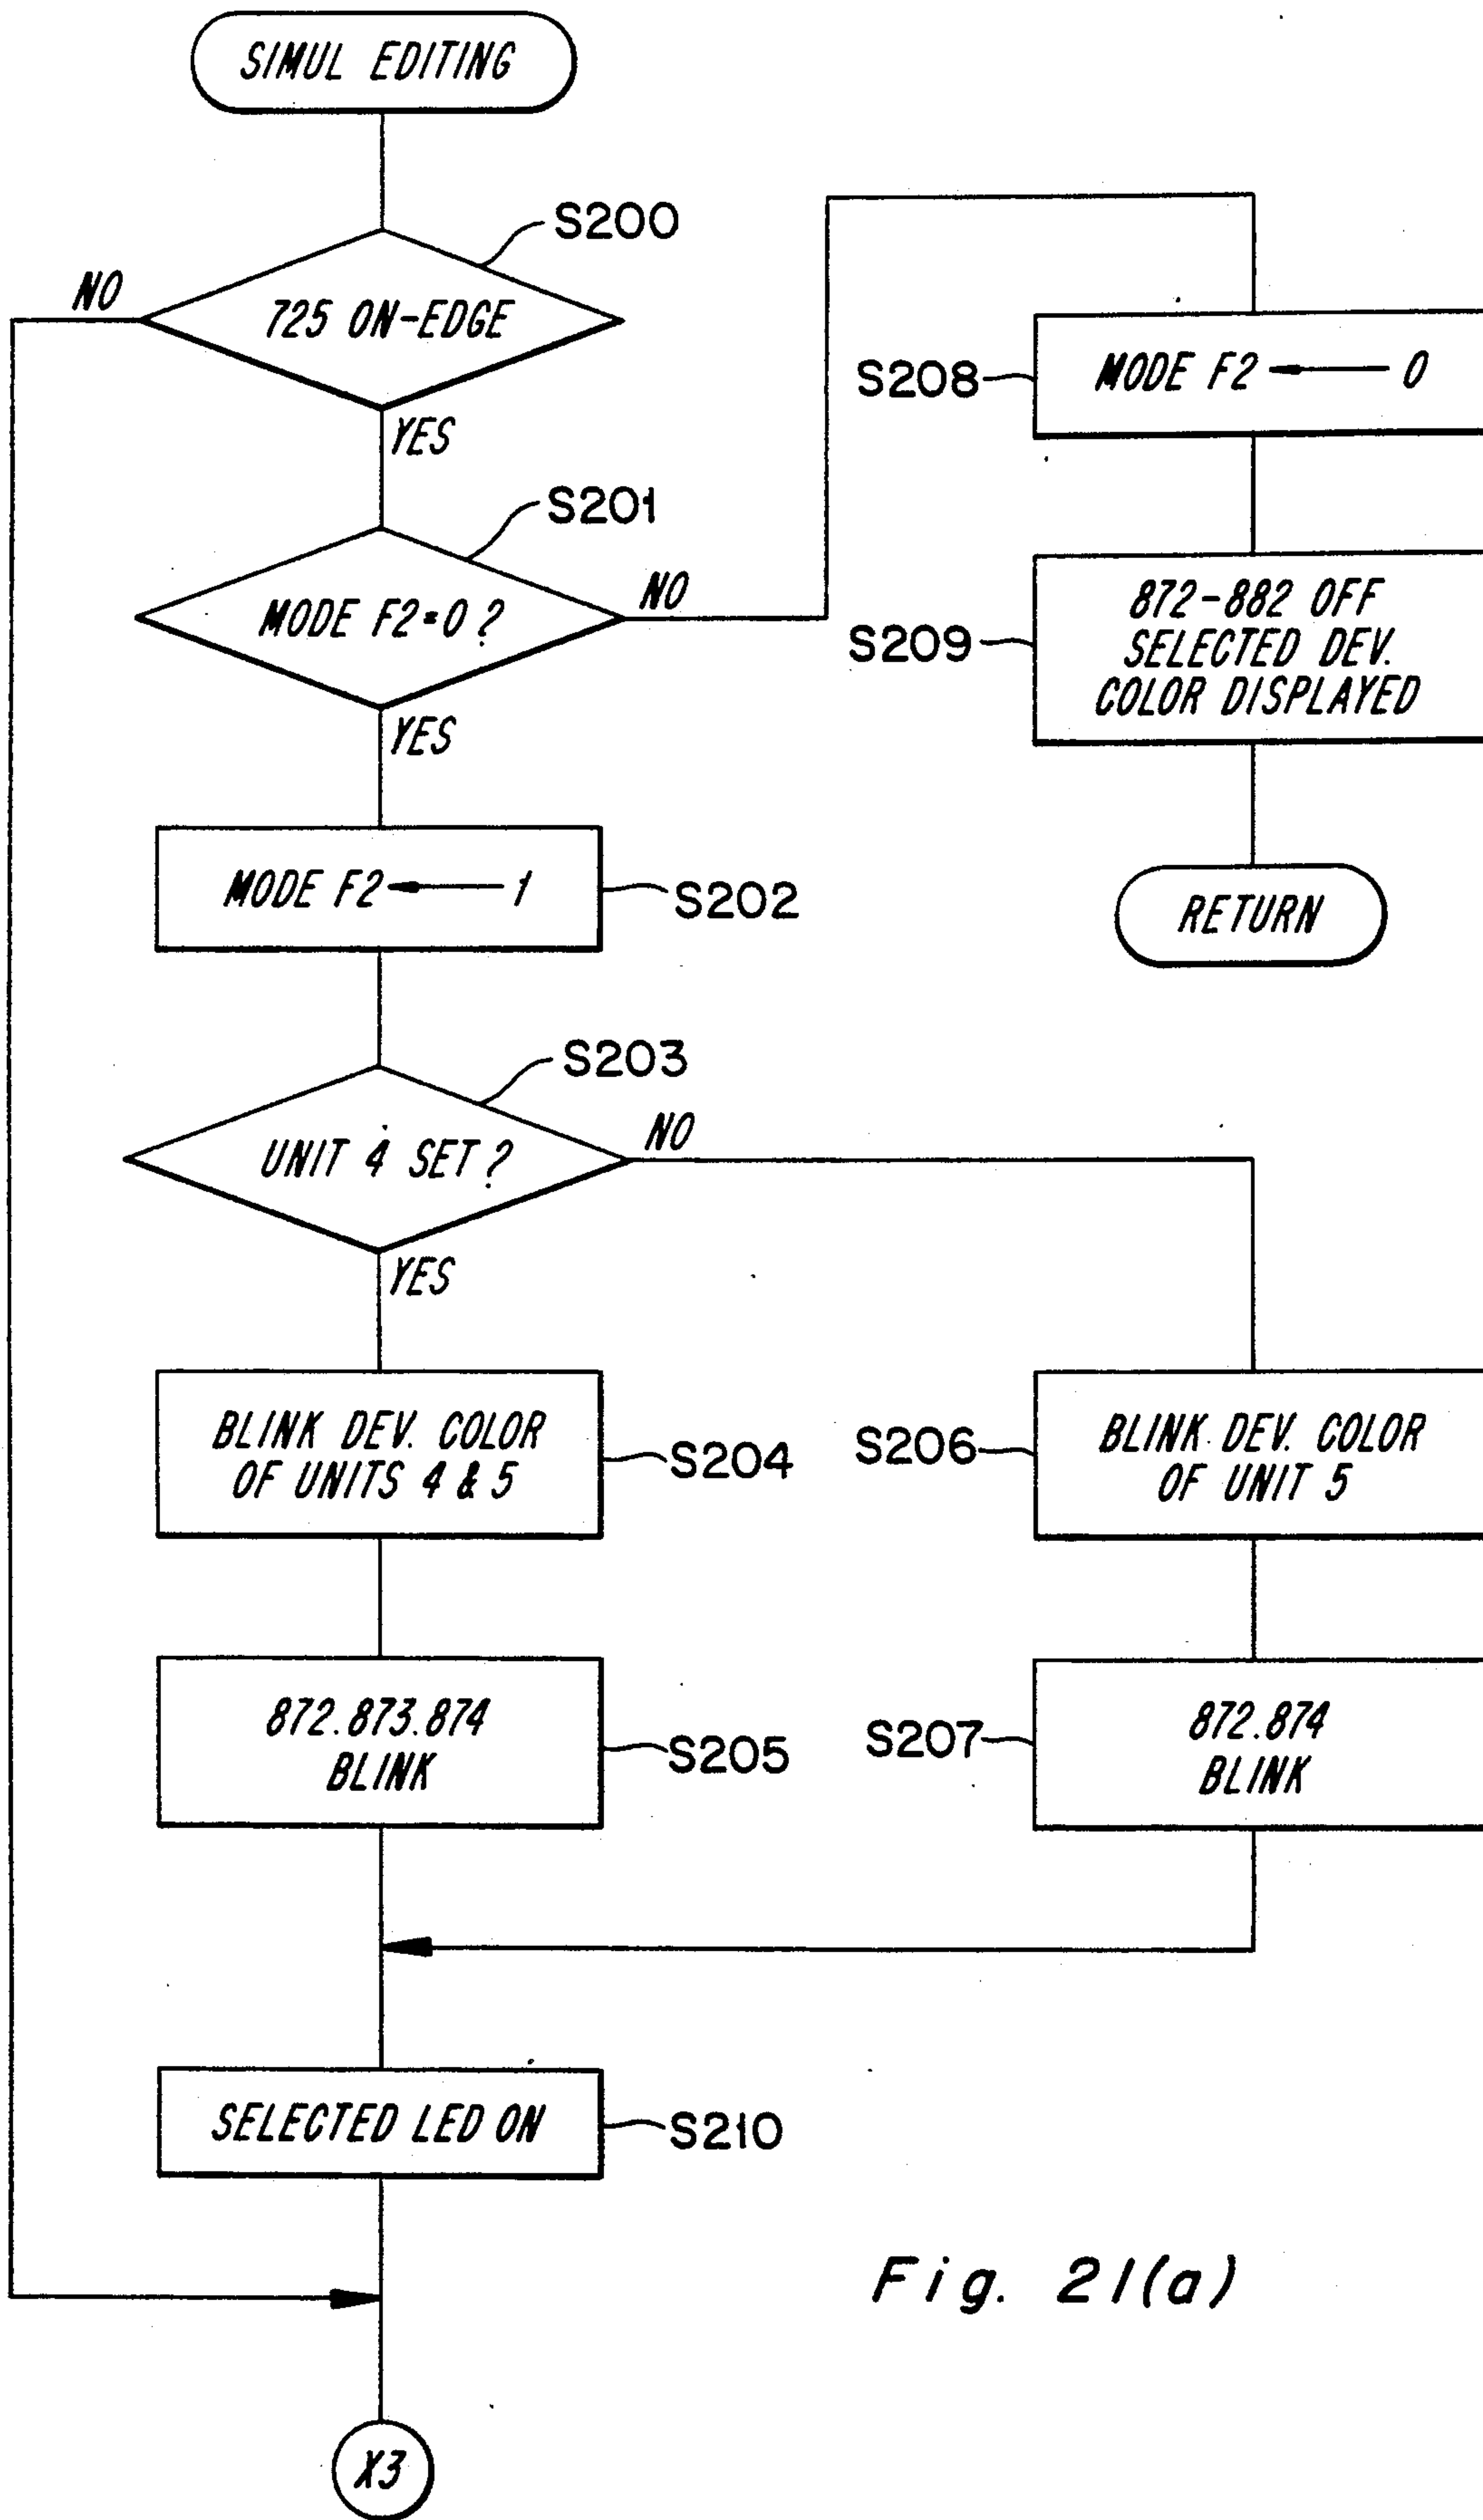 SIMUL EDITING
S200
NO
725 ON-EDGE
YES
S201
NO
MODE F2=0 ?
YES
MODE F2 ← 1
S202
S203
NO
UNIT 4 SET ?
YES
BLINK DEV. COLOR
OF UNITS 4 & 5
S204
872.873.874
BLINK
S205
SELECTED LED ON
S210
X3
S208
MODE F2 ← 0
S209
872-882 OFF
SELECTED DEV.
COLOR DISPLAYED
RETURN
S206
BLINK DEV. COLOR
OF UNIT 5
S207
872.874
BLINK
Fig. 21(a)